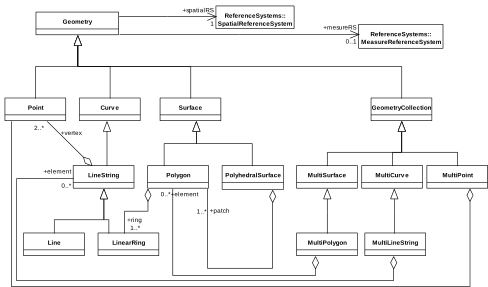 Geometry
+spatialRS
1
ReferenceSystems::
SpatialReferenceSystem
+mesureRS
0..1
ReferenceSystems::
MeasureReferenceSystem
Point
Curve
Surface
GeometryCollection
2..*
+vertex
+element
0..*
LineString
Polygon
PolyhedralSurface
MultiSurface
MultiCurve
MultiPoint
0..*
+element
1..*
+patch
+ring
1..*
Line
LinearRing
MultiPolygon
MultiLineString